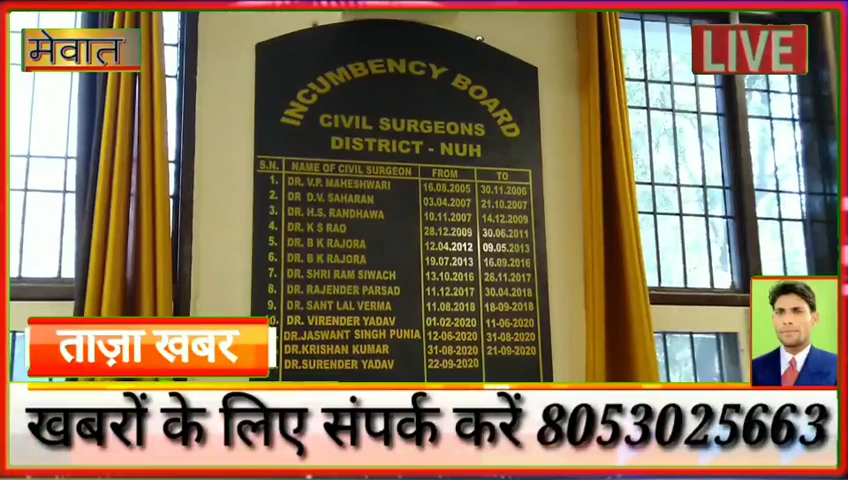 मेवात
LIVE
INCUMBENCY BOARD
CIVIL SURGEONS
DISTRICT - NUH
S.N. NAME OF CIVIL SURGEON FROM TO
1. DR. V.P. MAHESHWARI 16.08.2005 30.11.2006
2. DR D.V. SAHARAN 03.04.2007 21.10.2007
3. DR. H.S. RANDHAWA 10.11.2007 14.12.2009
4. DR. K S RAO 28.12.2009 30.06.2011
5. DR. B K RAJORA 12.04.2012 09.05.2013
6. DR. B K RAJORA 19.07.2013 16.09.2016
7. DR. SHRI RAM SIWACH 13.10.2016 26.11.2017
8. DR. RAJENDER PARSAD 11.12.2017 30.04.2018
9. DR. SANT LAL VERMA 11.08.2018 18-09-2018
10. DR. VIRENDER YADAV 01-02-2020 11-06-2020
DR.JASWANT SINGH PUNIA 12-06-2020 31-08-2020
DR.KRISHAN KUMAR 31-08-2020 21-09-2020
DR.SURENDER YADAV 22-09-2020
ताज़ा खबर
खबरों के लिए संपर्क करें 8053025663